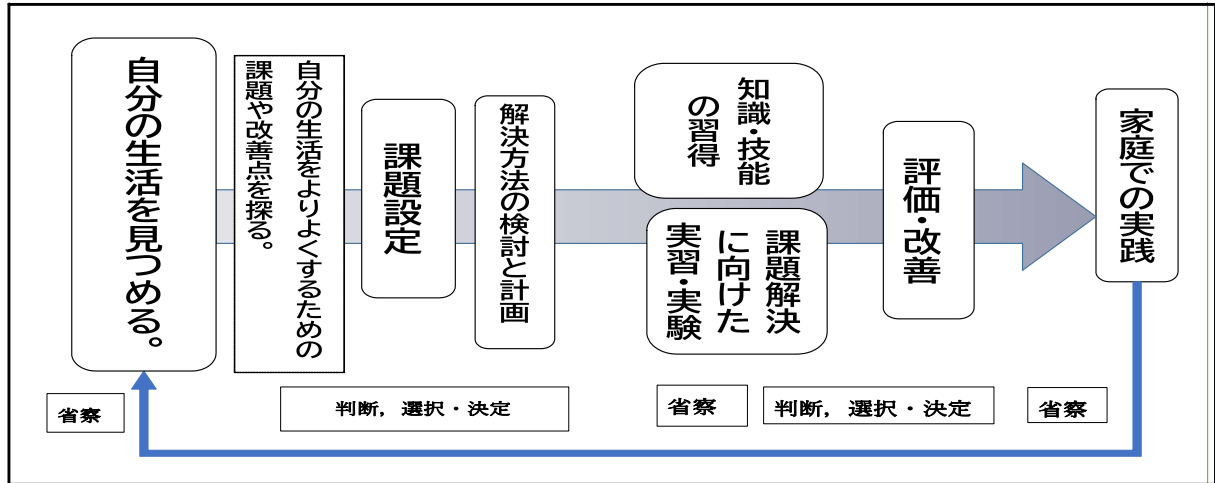 自分の生活を見つめる。
自分の生活をよりよくするための
課題や改善点を探る。
課題設定
解決方法の検討と計画
知識・技能
の習得
課題解決
に向けた
実習・実験
評価・改善
家庭での実践
省察
判断，選択・決定
省察
判断，選択・決定
省察